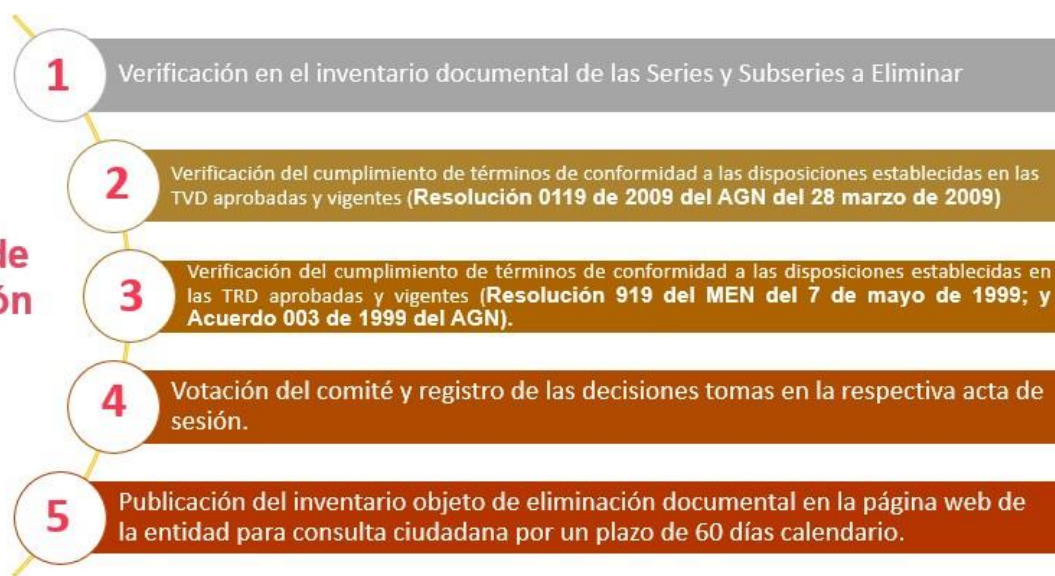 1
Verificación en el inventario documental de las Series y Subseries a Eliminar
2
Verificación del cumplimiento de términos de conformidad a las disposiciones establecidas en las
TVD aprobadas y vigentes (Resolución 0119 de 2009 del AGN del 28 marzo de 2009)
de
ón
3
Verificación del cumplimiento de términos de conformidad a las disposiciones establecidas en
las TRD aprobadas y vigentes (Resolución 919 del MEN del 7 de mayo de 1999; y
Acuerdo 003 de 1999 del AGN).
4
Votación del comité y registro de las decisiones tomas en la respectiva acta de
sesión.
5
Publicación del inventario objeto de eliminación documental en la página web de
la entidad para consulta ciudadana por un plazo de 60 días calendario.